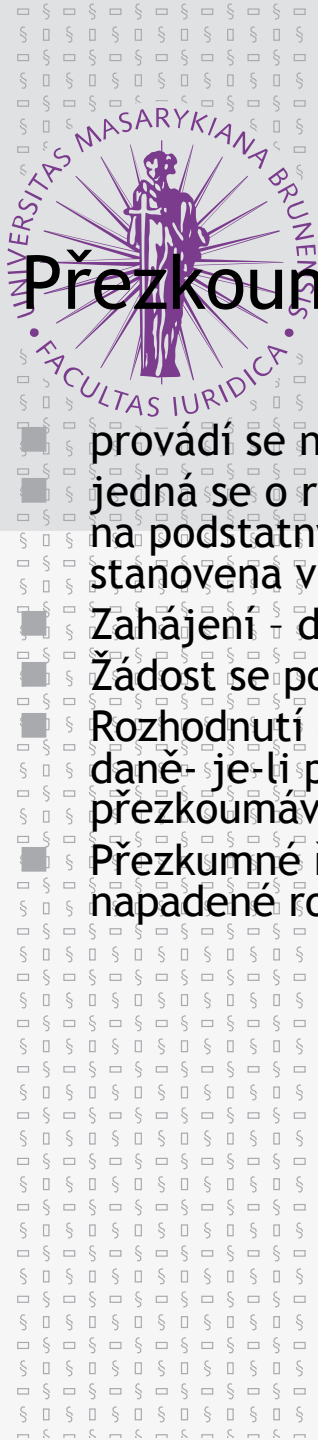 UNIVERSITAS MASARYKIANA BRUNENSIS
• FACULTAS IURIDICA •
Přezkoum
provádí se n
jedná se o r
na podstatn
stanovena v
Zahájení – d
Žádost se po
Rozhodnutí
daně- je-li p
přezkoumáv
Přezkumné
napadené ro